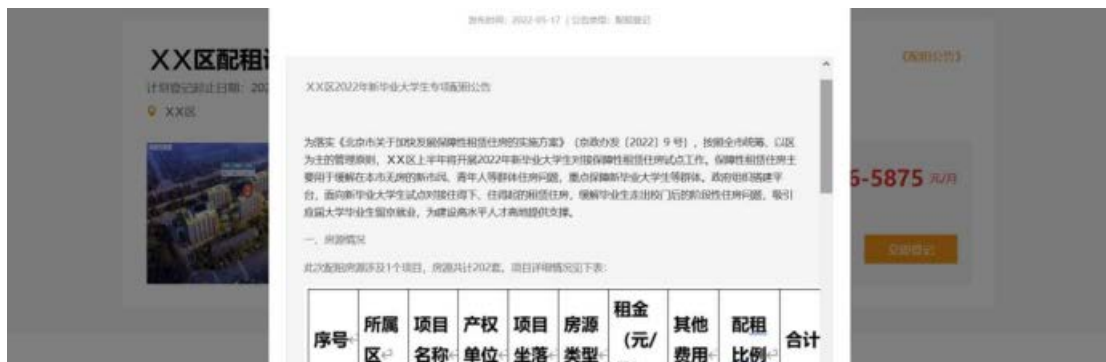 发布时间：2022-05-17 | 公告类型：配租登记
XX区配租
计划登记起止日期：202
XX区
《配租公告》
XX区2022年新毕业大学生专项配租公告
为落实《北京市关于加快发展保障性租赁住房的实施方案》（京政办发〔2022〕9 号），按照全市统筹、以区
为主的管理原则，XX区上半年将开展2022年新毕业大学生对接保障性租赁住房试点工作。保障性租赁住房主
要用于缓解在本市无房的新市民、青年人等群体住房问题，重点保障新毕业大学生等群体。政府组织搭建平
台，面向新毕业大学生试点对接住得下、住得起的租赁住房，缓解毕业生走出校门后的阶段性住房问题，吸引
应届大学毕业生留京就业，为建设高水平人才高地提供支撑。
6-5875 元/月
立即登记
一、房源情况
此次配租房源涉及1个项目，房源共计202套。项目详细情况见下表：
序号 所属区 项目名称 产权单位 项目坐落 房源类型 租金（元/ 其他费用 配租比例 合计